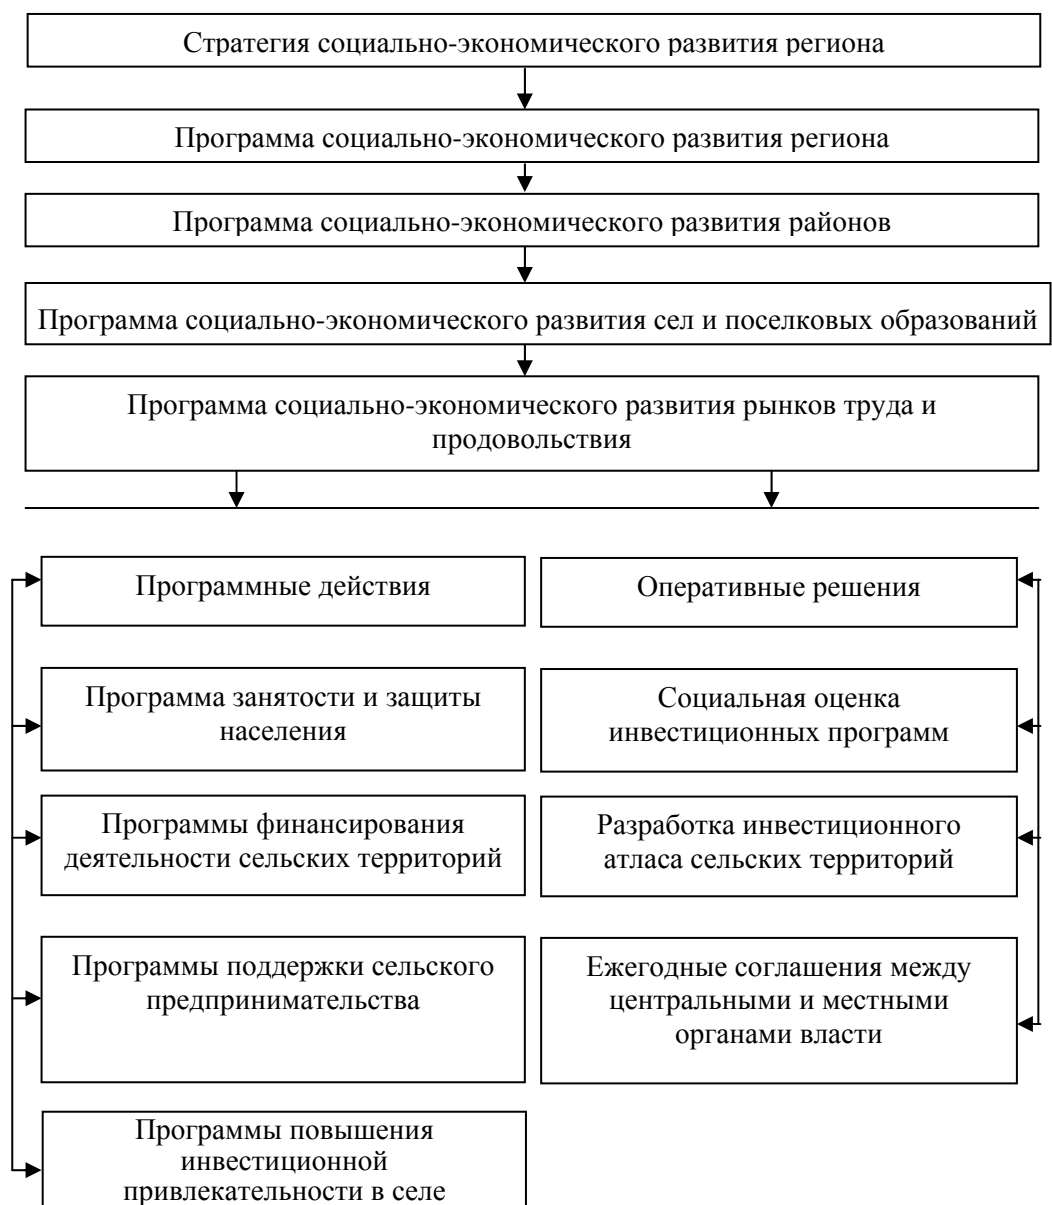 Стратегия социально-экономического развития региона
Программа социально-экономического развития региона
Программа социально-экономического развития районов
Программа социально-экономического развития сел и поселковых образований
Программа социально-экономического развития рынков труда и
продовольствия
Программные действия
Оперативные решения
Программа занятости и защиты
населения
Социальная оценка
инвестиционных программ
Программы финансирования
деятельности сельских территорий
Разработка инвестиционного
атласа сельских территорий
Программы поддержки сельского
предпринимательства
Ежегодные соглашения между
центральными и местными
органами власти
Программы повышения
инвестиционной
привлекательности в селе